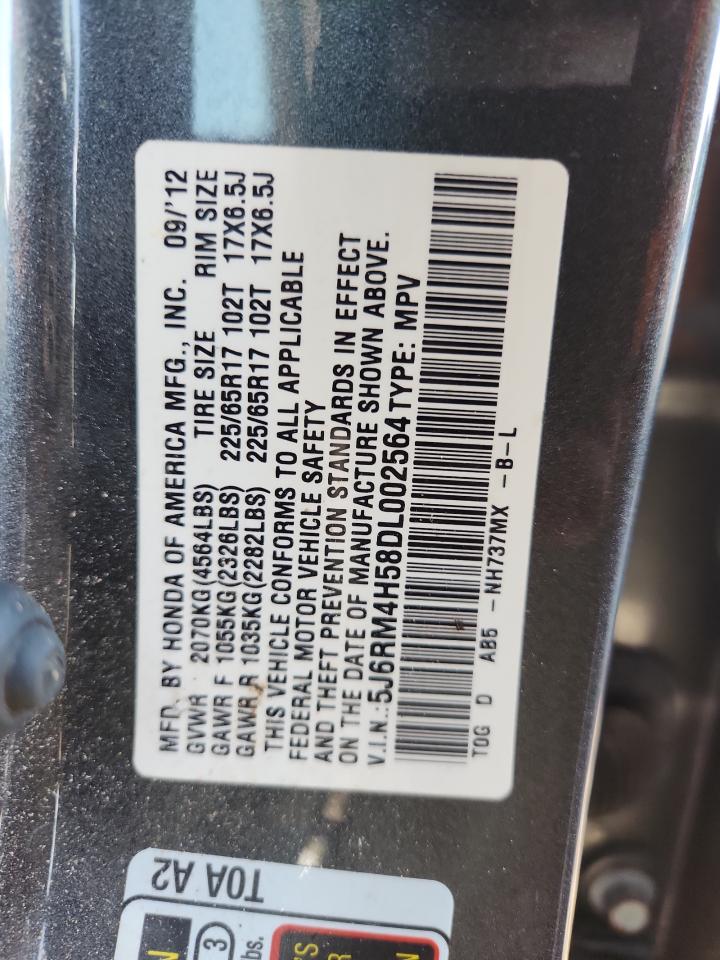 MFD. BY HONDA OF AMERICA MFG., INC. 09/'12
GVWR 2070KG(4564LBS) TIRE SIZE RIM SIZE
GAWR F 1055KG(2326LBS) 225/65R17 102T 17X6.5J
GAWR R 1035KG(2282LBS) 225/65R17 102T 17X6.5J
THIS VEHICLE CONFORMS TO ALL APPLICABLE
FEDERAL MOTOR VEHICLE SAFETY
AND THEFT PREVENTION STANDARDS IN EFFECT
ON THE DATE OF MANUFACTURE SHOWN ABOVE.
V.I.N.:5J6RM4H58DL002564 TYPE: MPV
TOG D AB5 -NH737MX -B-L
T0A A2
3
bs.